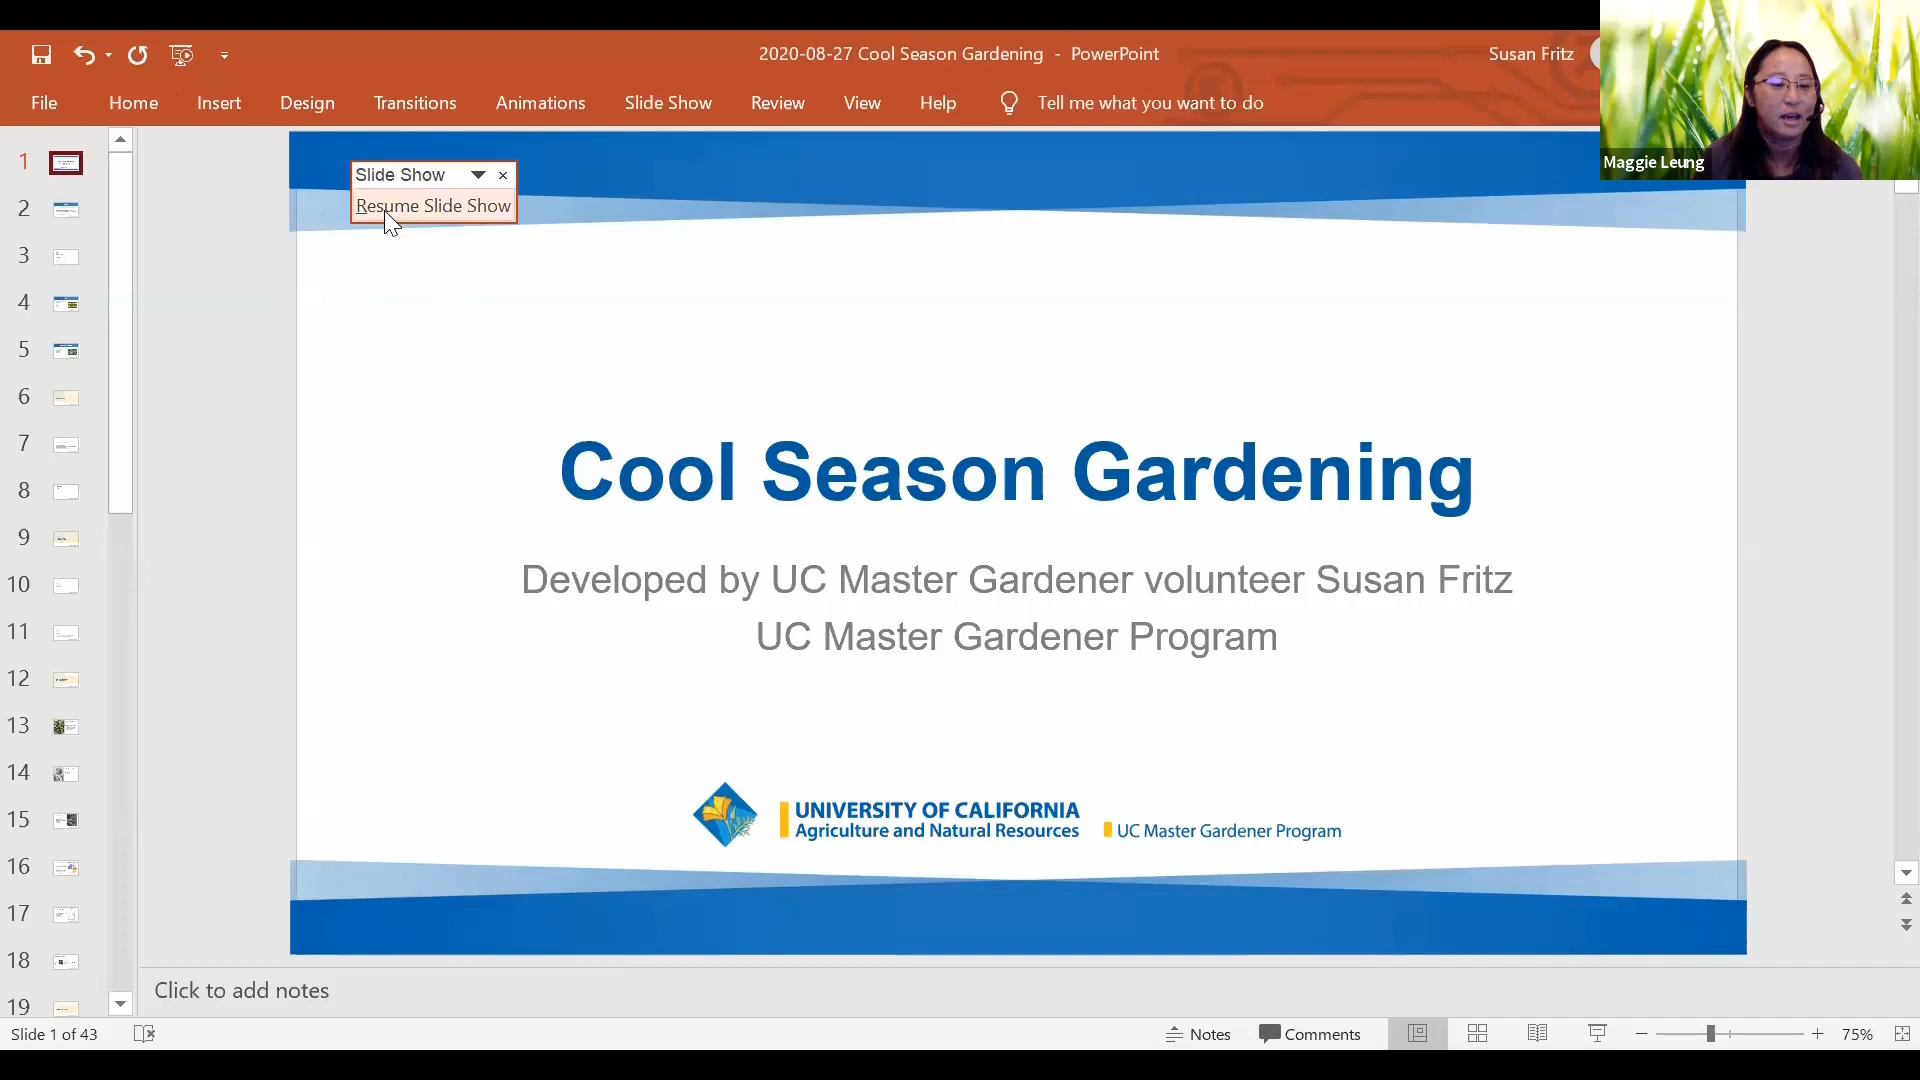 2020-08-27 Cool Season Gardening - PowerPoint
Susan Fritz
File Home Insert Design Transitions Animations Slide Show Review View Help Tell me what you want to do
Maggie Leung
Slide Show
Resume Slide Show
1
2
3
4
5
6
7
8
9
10
11
12
13
14
15
16
17
18
19
Cool Season Gardening
Developed by UC Master Gardener volunteer Susan Fritz
UC Master Gardener Program
UNIVERSITY OF CALIFORNIA
Agriculture and Natural Resources
UC Master Gardener Program
Click to add notes
Slide 1 of 43
Notes
Comments
75%